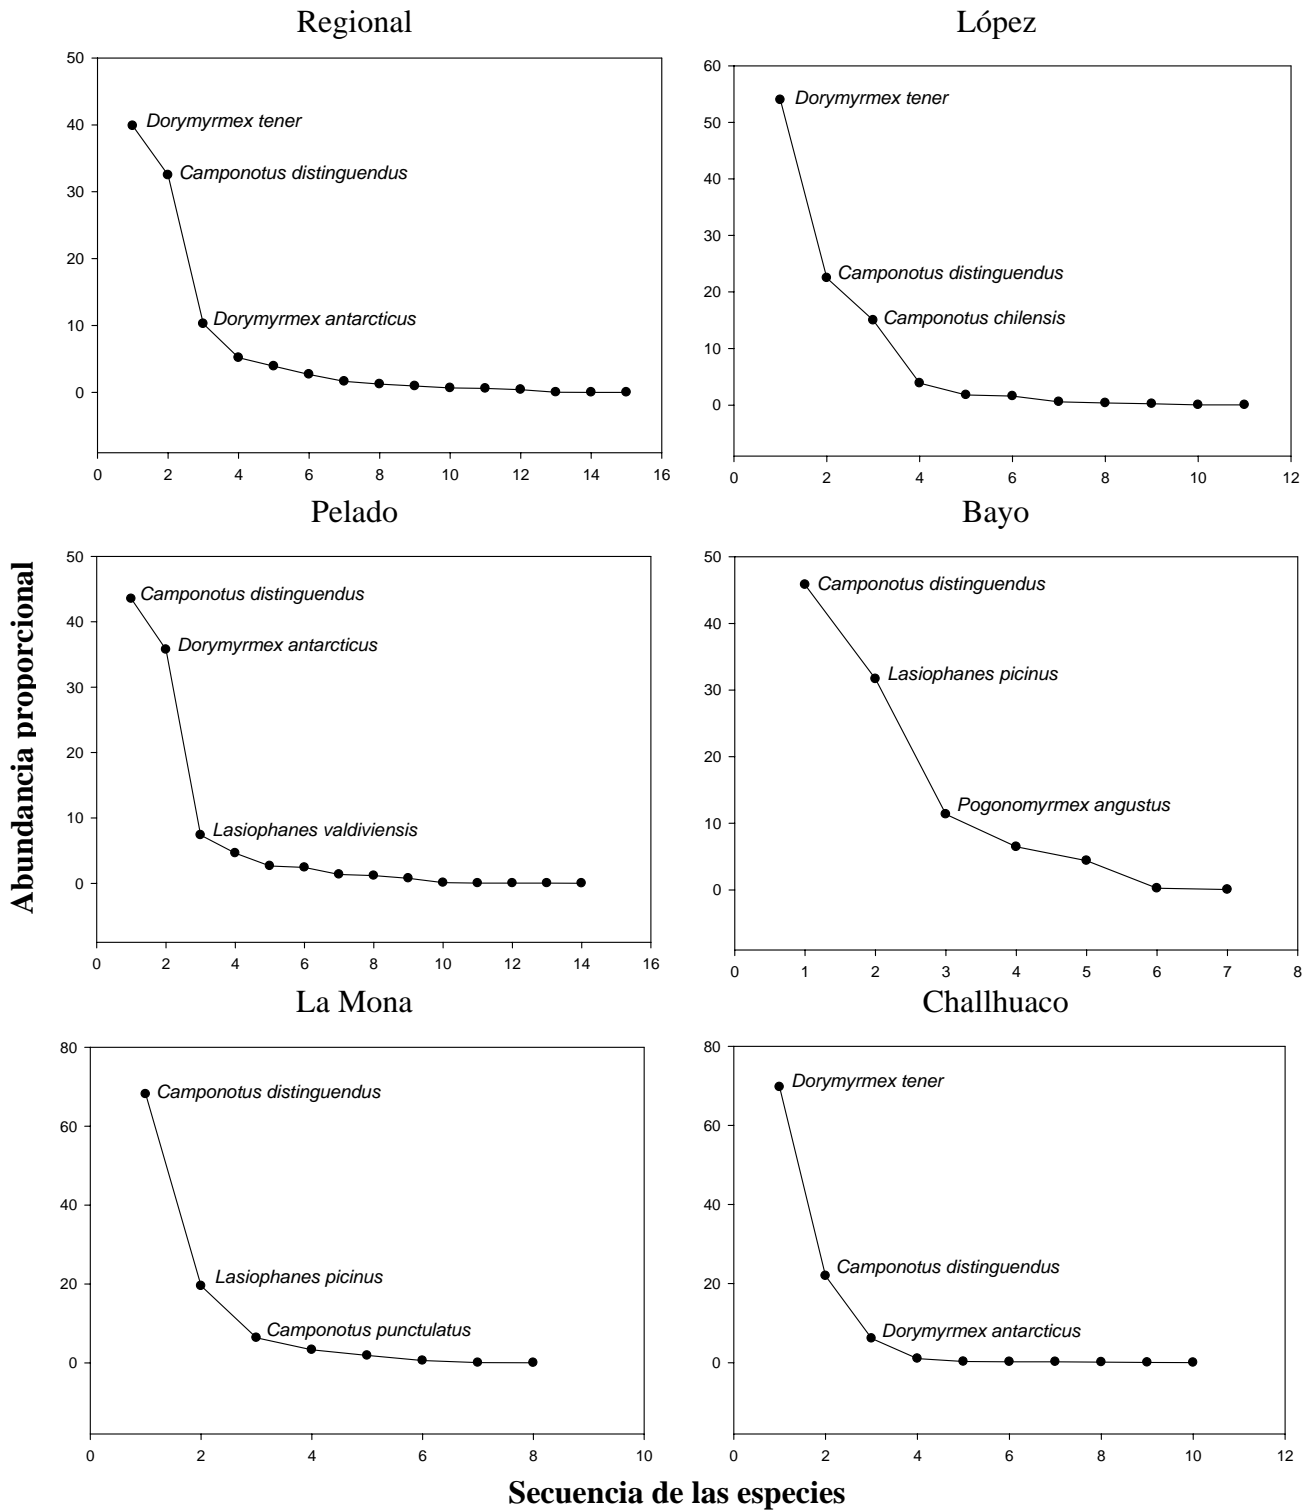 Regional
50
40
30
20
10
0
Dorymyrmex tener
Camponotus distinguendus
Dorymyrmex antarcticus
0 2 4 6 8 10 12 14 16
López
60
50
40
30
20
10
0
Dorymyrmex tener
Camponotus distinguendus
Camponotus chilensis
0 2 4 6 8 10 12
Abundancia proporcional
Pelado
50
40
30
20
10
0
Camponotus distinguendus
Dorymyrmex antarcticus
Lasiophanes valdiviensis
0 2 4 6 8 10 12 14 16
Bayo
50
40
30
20
10
0
Camponotus distinguendus
Lasiophanes picinus
Pogonomyrmex angustus
0 1 2 3 4 5 6 7 8
La Mona
80
60
40
20
0
Camponotus distinguendus
Lasiophanes picinus
Camponotus punctulatus
0 2 4 6 8 10
Challhuaco
80
60
40
20
0
Dorymyrmex tener
Camponotus distinguendus
Dorymyrmex antarcticus
0 2 4 6 8 10 12
Secuencia de las especies